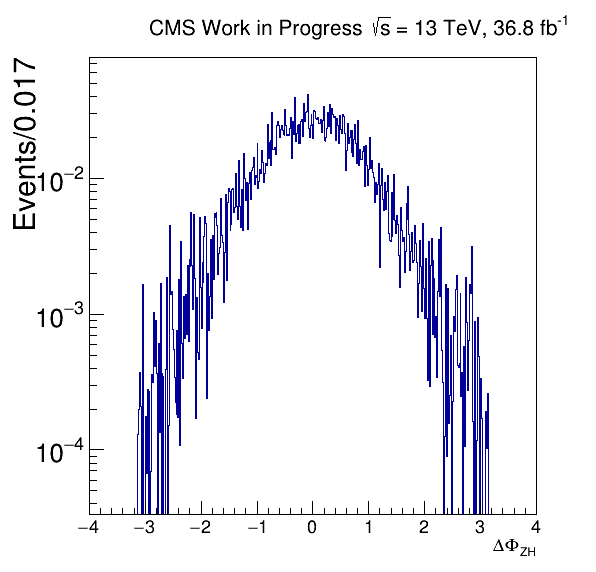 CMS Work in Progress √s = 13 TeV, 36.8 fb⁻¹
Events/0.017
10⁻²
10⁻³
10⁻⁴
−4 −3 −2 −1 0 1 2 3 4
ΔΦ_ZH